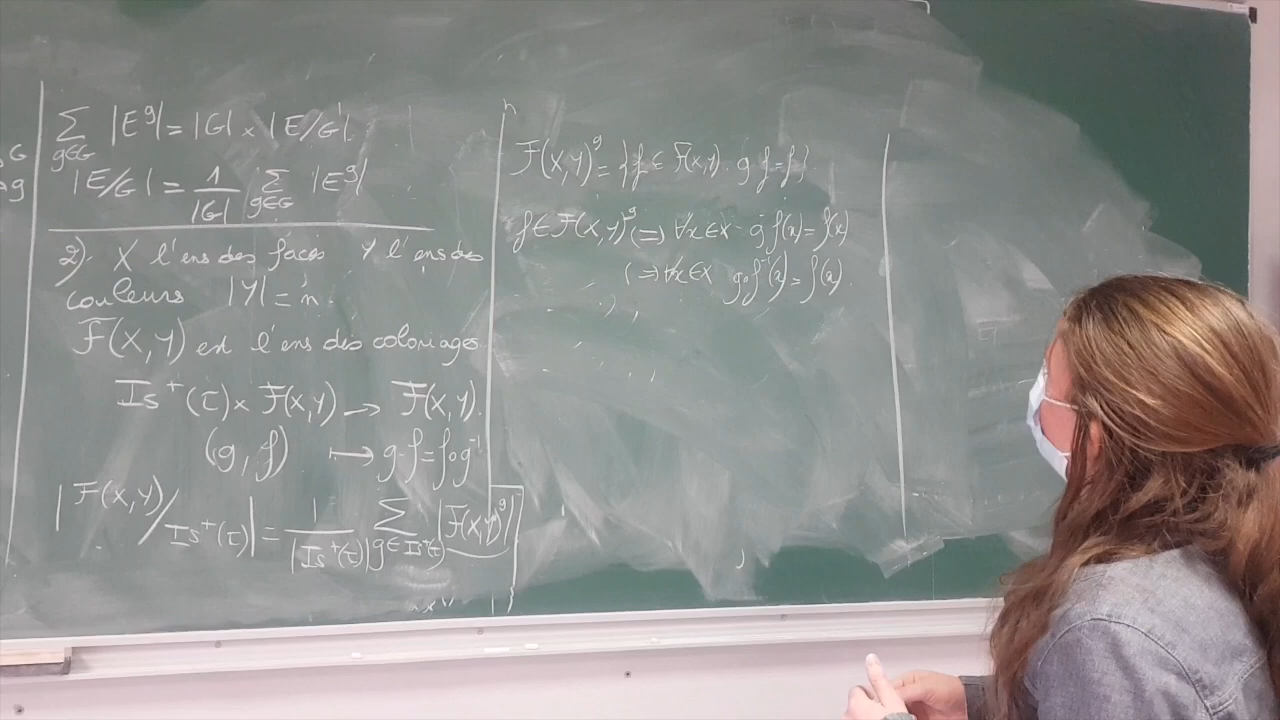 G
g
∑ |E^g| = |G| × |E/G|.
g∈G
|E/G| = 1/|G| ∑ |E^g|
g∈G
2). X l'ens des faces Y l'ens des
couleurs |Y| = n
F(X,Y) est l'ens des coloriages
Is⁺(τ) × F(X,Y) → F(X,Y).
(g, f) ↦ g·f = f∘g⁻¹
|F(X,Y)/Is⁺(τ)| = 1/|Is⁺(τ)| ∑ |F(X,Y)^g|
g∈Is⁺(τ)
F(X,Y)^g = {f ∈ F(X,Y). g·f = f}.
f ∈ F(X,Y)^g ⟺ ∀x∈X g·f(x) = f(x)
⟺ ∀x∈X g∘f⁻¹(x) = f(x).